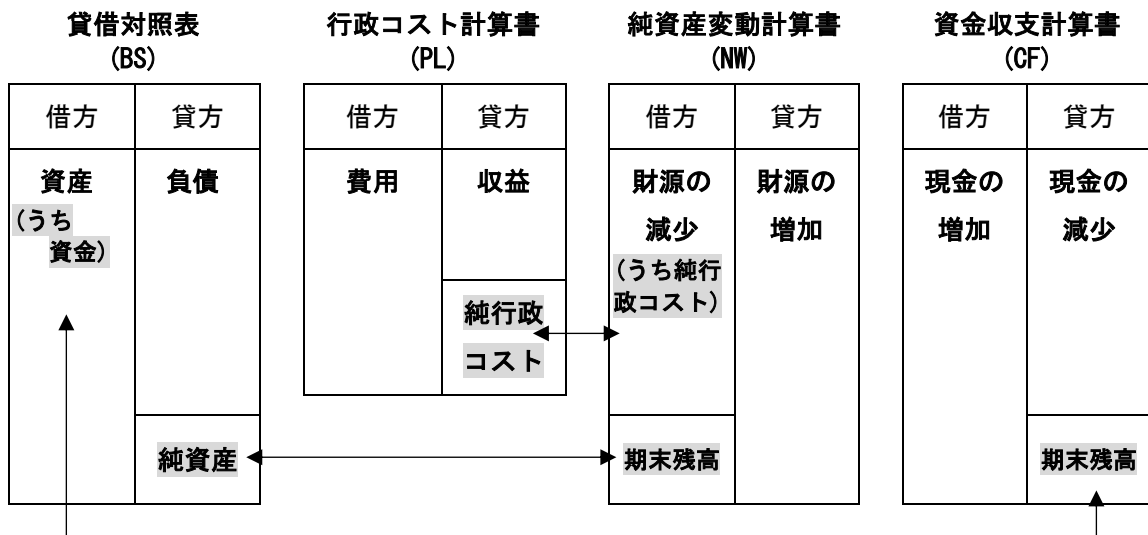 貸借対照表
(BS)
借方
貸方
資産
(うち
資金)
負債
純資産
行政コスト計算書
(PL)
借方
貸方
費用
収益
純行政
コスト
純資産変動計算書
(NW)
借方
貸方
財源の
減少
(うち純行
政コスト)
期末残高
財源の
増加
資金収支計算書
(CF)
借方
貸方
現金の
増加
現金の
減少
期末残高